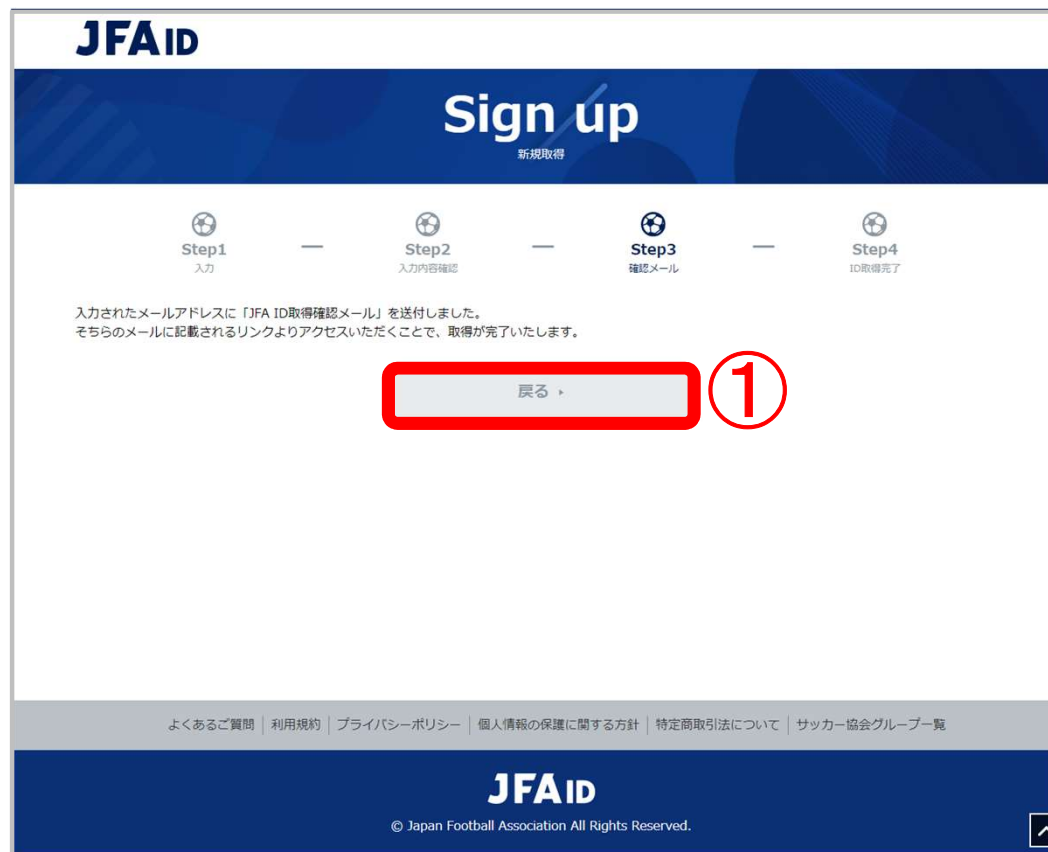 JFA ID
Sign up
新規取得
Step1 — Step2 — Step3 — Step4
入力 入力内容確認 確認メール ID取得完了
入力されたメールアドレスに「JFA ID取得確認メール」を送付しました。
そちらのメールに記載されるリンクよりアクセスいただくことで、取得が完了いたします。
戻る
①
よくあるご質問 | 利用規約 | プライバシーポリシー | 個人情報の保護に関する方針 | 特定商取引法について | サッカー協会グループ一覧
JFA ID
© Japan Football Association All Rights Reserved.